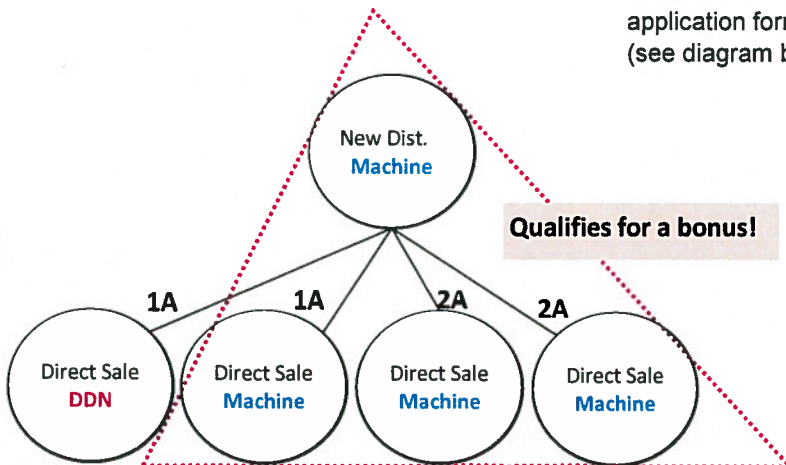 application for
(see diagram b
New Dist.
Machine
Qualifies for a bonus!
1A
1A
2A
2A
Direct Sale
DDN
Direct Sale
Machine
Direct Sale
Machine
Direct Sale
Machine